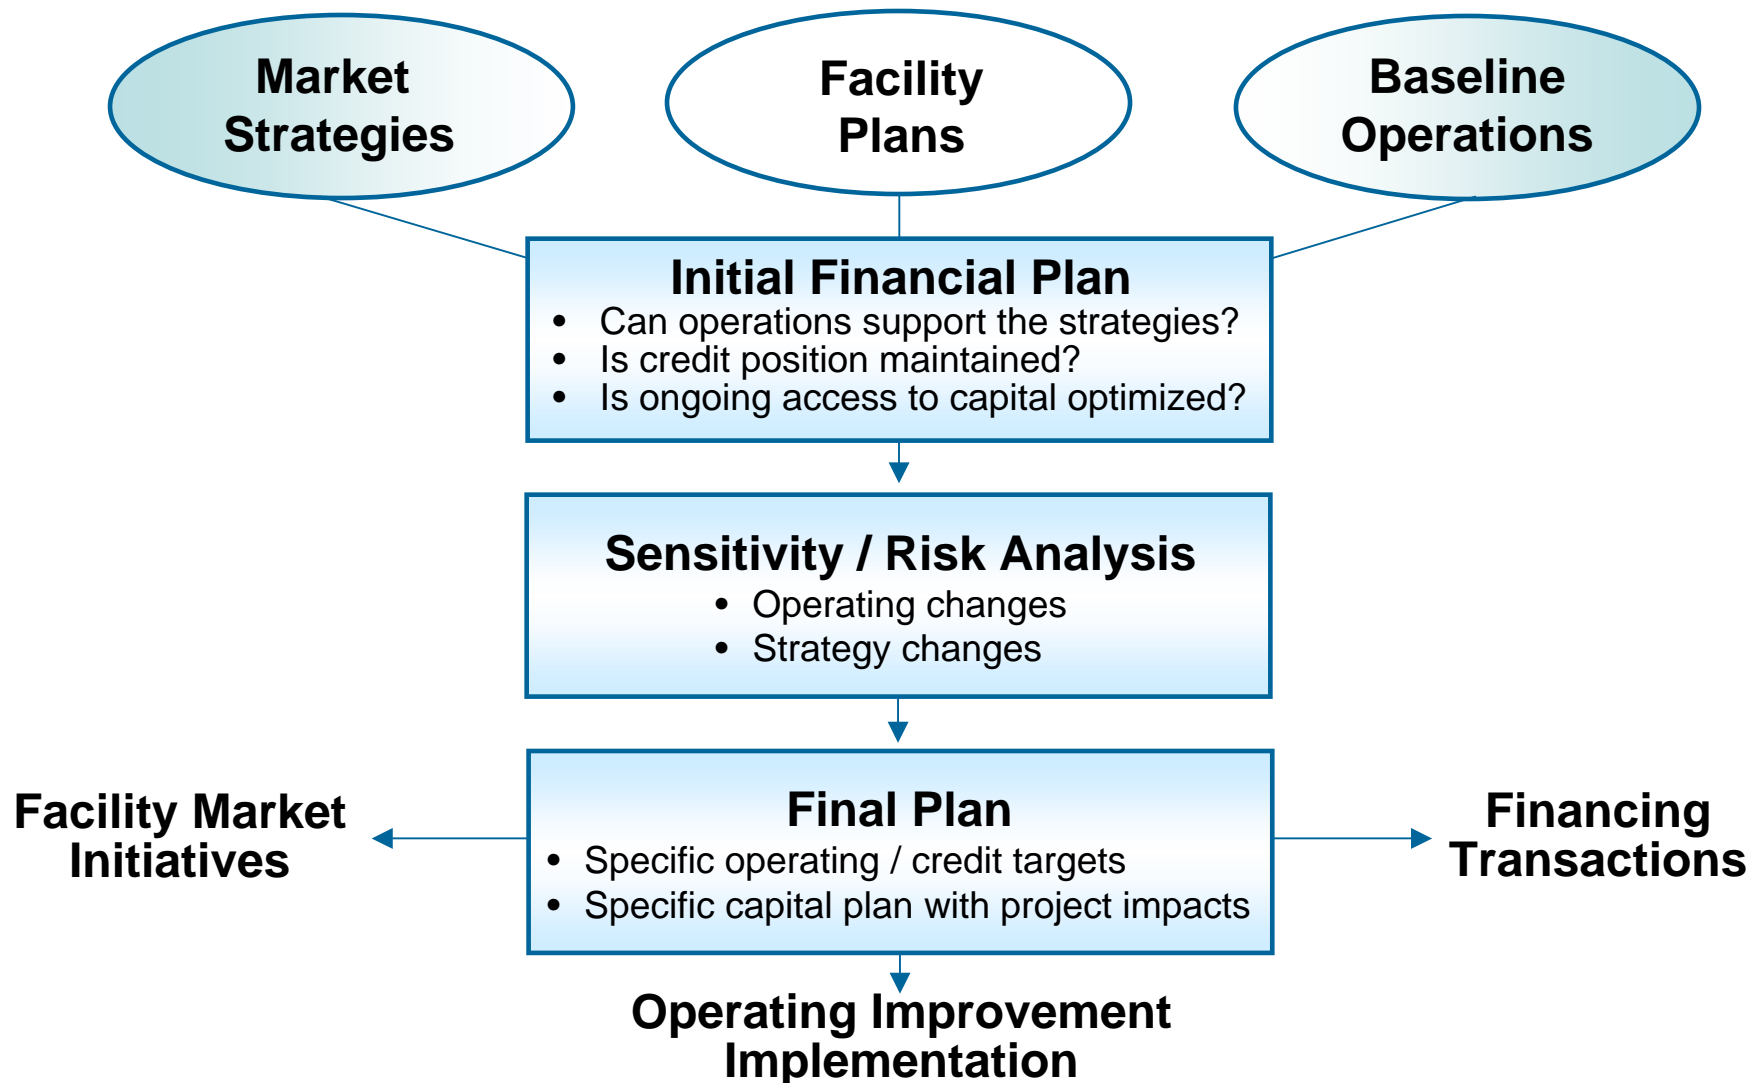 Market
Strategies
Facility
Plans
Baseline
Operations
Initial Financial Plan
• Can operations support the strategies?
• Is credit position maintained?
• Is ongoing access to capital optimized?
Sensitivity / Risk Analysis
• Operating changes
• Strategy changes
Facility Market
Initiatives
Final Plan
• Specific operating / credit targets
• Specific capital plan with project impacts
Financing
Transactions
Operating Improvement
Implementation